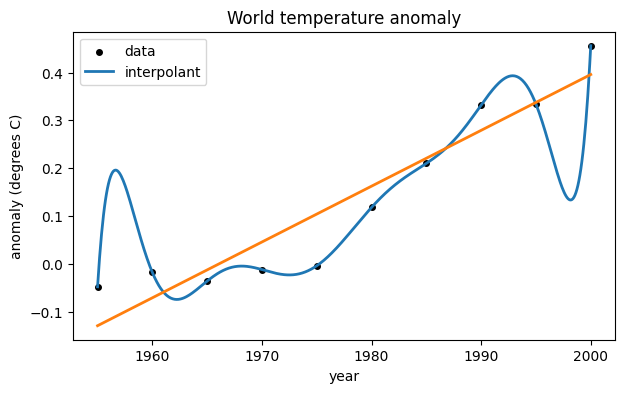 World temperature anomaly
data
interpolant
0.4
0.3
0.2
0.1
0.0
−0.1
anomaly (degrees C)
1960
1970
1980
1990
2000
year